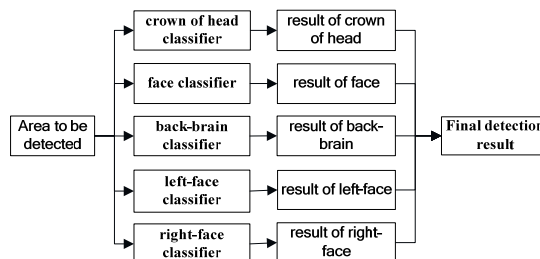 crown of head
classifier
result of crown
of head
face classifier
result of face
Area to be
detected
back-brain
classifier
result of back-
brain
Final detection
result
left-face
classifier
result of left-face
right-face
classifier
result of right-
face